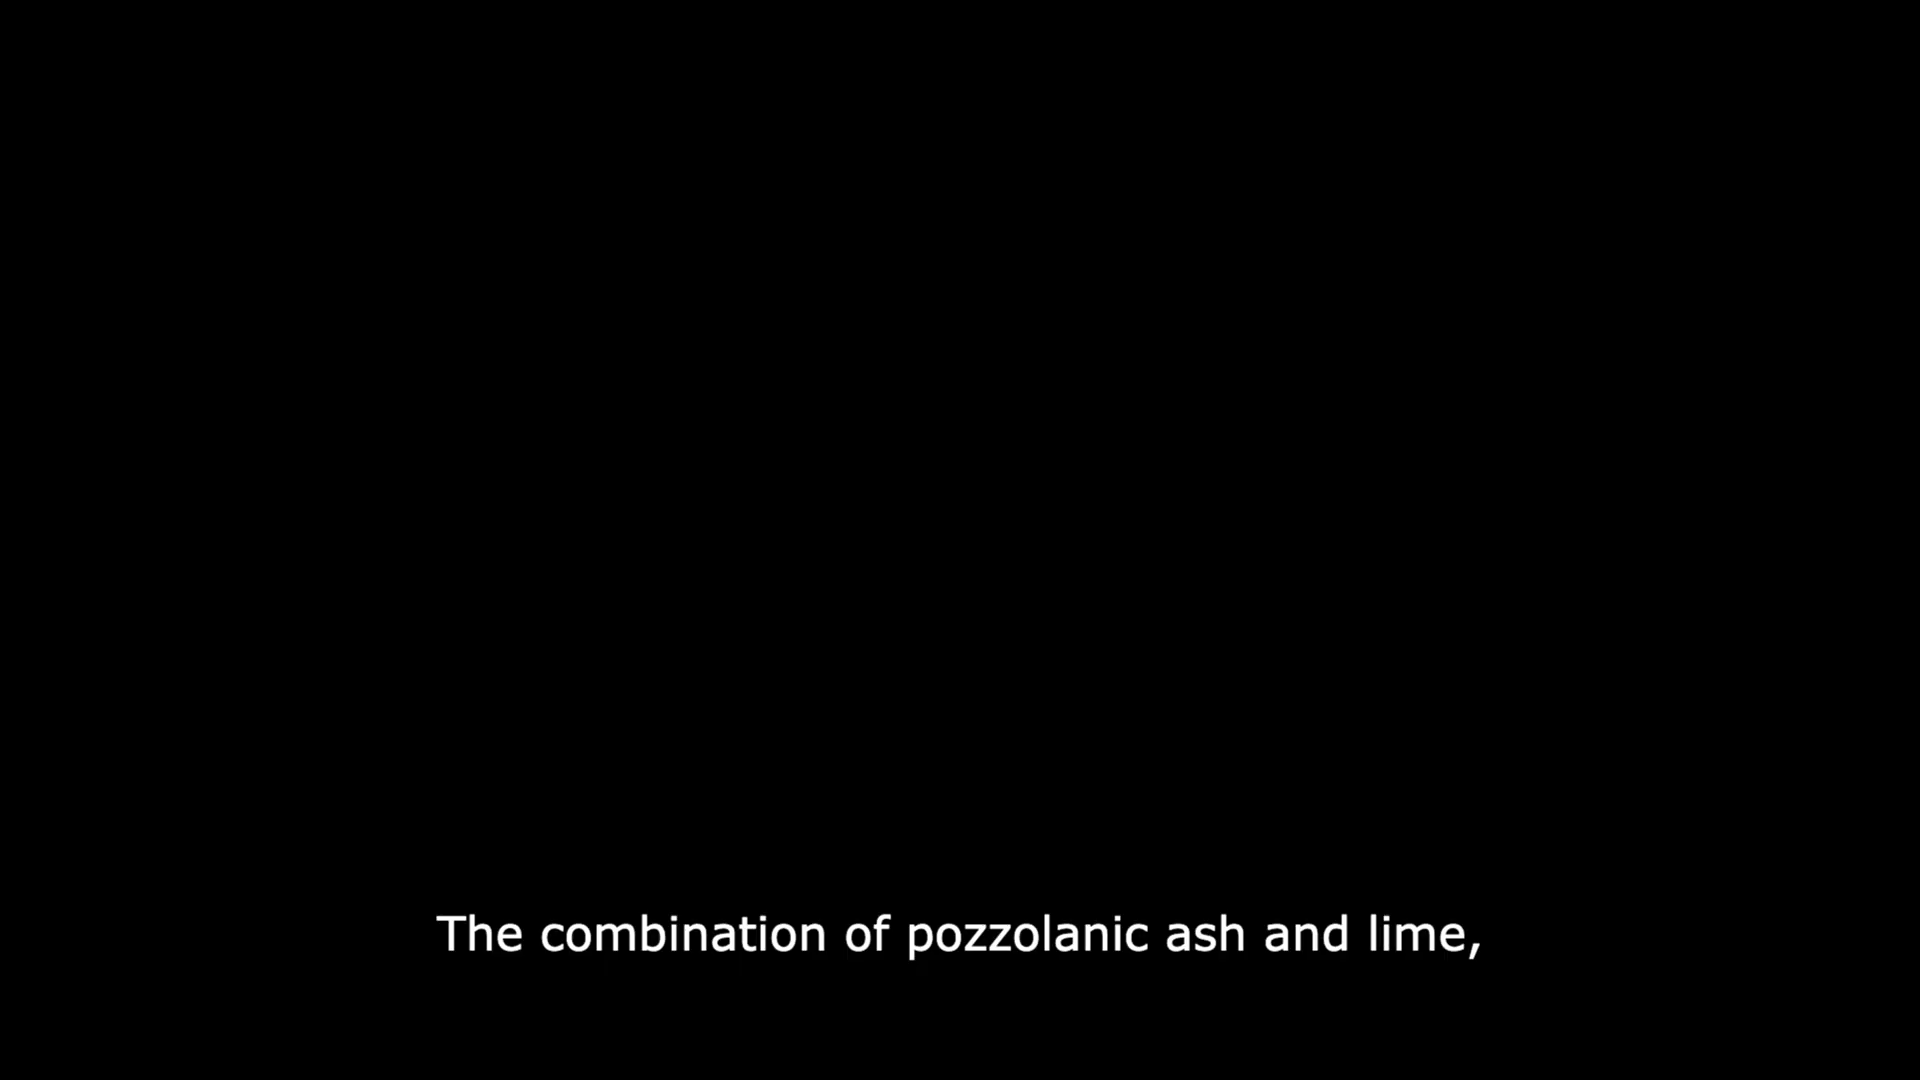 The combination of pozzolanic ash and lime,